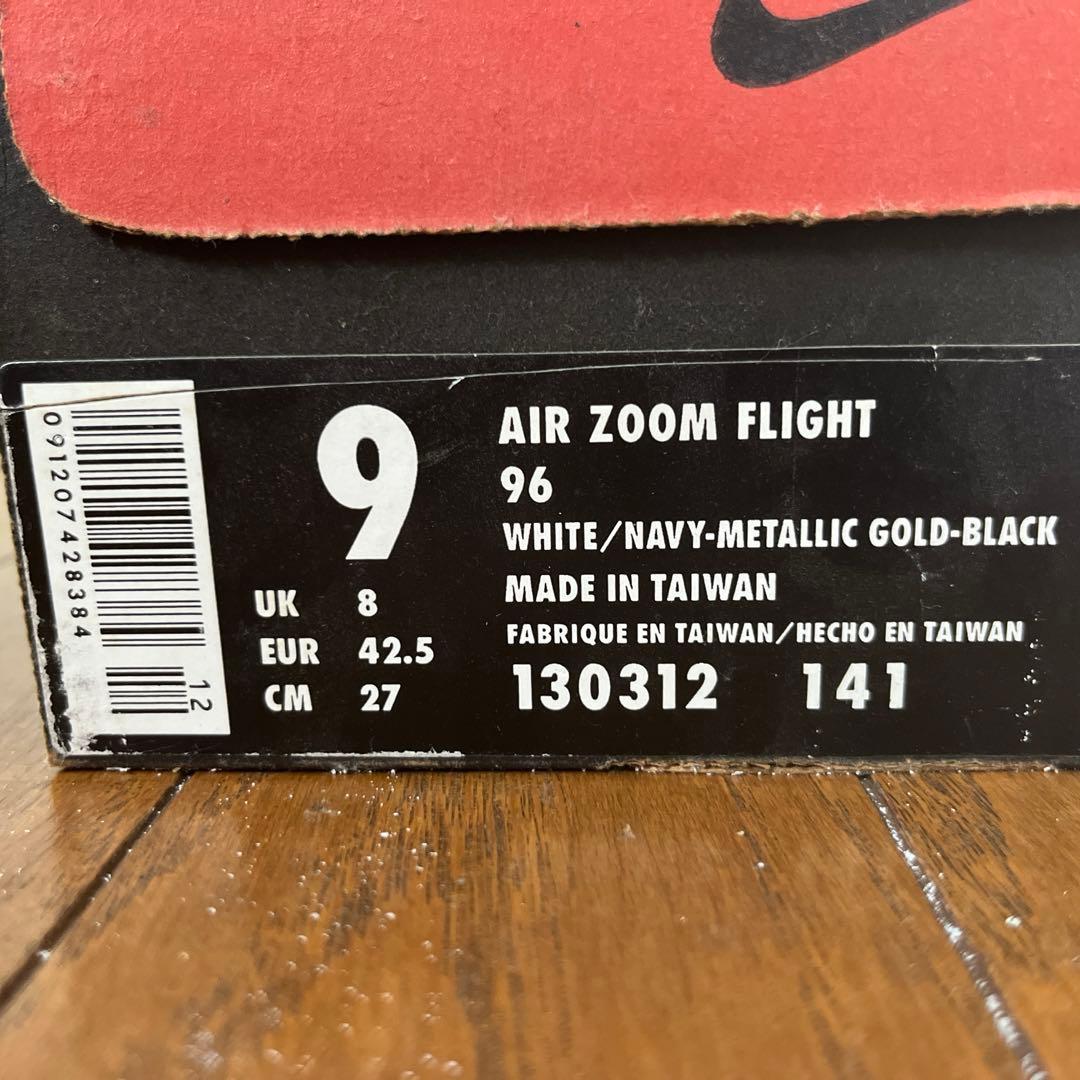 091207428384
12
9
UK 8
EUR 42.5
CM 27
AIR ZOOM FLIGHT
96
WHITE/NAVY-METALLIC GOLD-BLACK
MADE IN TAIWAN
FABRIQUE EN TAIWAN/HECHO EN TAIWAN
130312 141